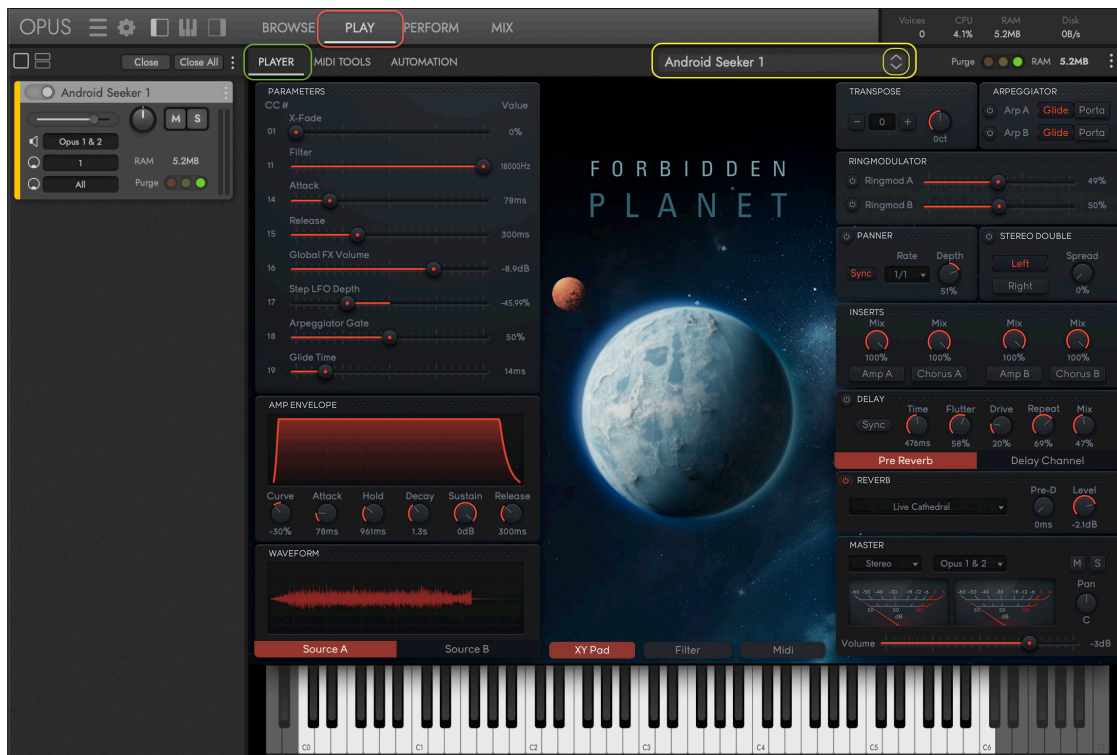 OPUS
BROWSE PLAY PERFORM MIX
Voices CPU RAM Disk
0 4.1% 5.2MB 0B/s
Close Close All
PLAYER MIDI TOOLS AUTOMATION
Android Seeker 1
Purge RAM 5.2MB
Android Seeker 1
M S
Opus 1 & 2
1 RAM 5.2MB
All Purge
PARAMETERS
CC # Value
X-Fade
01 0%
Filter
11 18000Hz
Attack
14 78ms
Release
15 300ms
Global FX Volume
16 -8.9dB
Step LFO Depth
17 -45.99%
Arpeggiator Gate
18 50%
Glide Time
19 14ms
AMP ENVELOPE
Curve Attack Hold Decay Sustain Release
-30% 78ms 961ms 1.3s 0dB 300ms
WAVEFORM
Source A Source B
FORBIDDEN
PLANET
XY Pad Filter Midi
TRANSPOSE
- 0 +
0ct
ARPEGGIATOR
Arp A Glide Porta
Arp B Glide Porta
RINGMODULATOR
Ringmod A 49%
Ringmod B 50%
PANNER
Rate Depth
Sync 1/1
51%
STEREO DOUBLE
Left Spread
Right 0%
INSERTS
Mix Mix Mix Mix
100% 100% 100% 100%
Amp A Chorus A Amp B Chorus B
DELAY
Time Flutter Drive Repeat Mix
Sync
476ms 58% 20% 69% 47%
Pre Reverb Delay Channel
REVERB
Pre-D Level
Live Cathedral
0ms -2.1dB
MASTER
Stereo Opus 1 & 2 M S
Pan
C
dB dB
Volume -3dB
C0 C1 C2 C3 C4 C5 C6